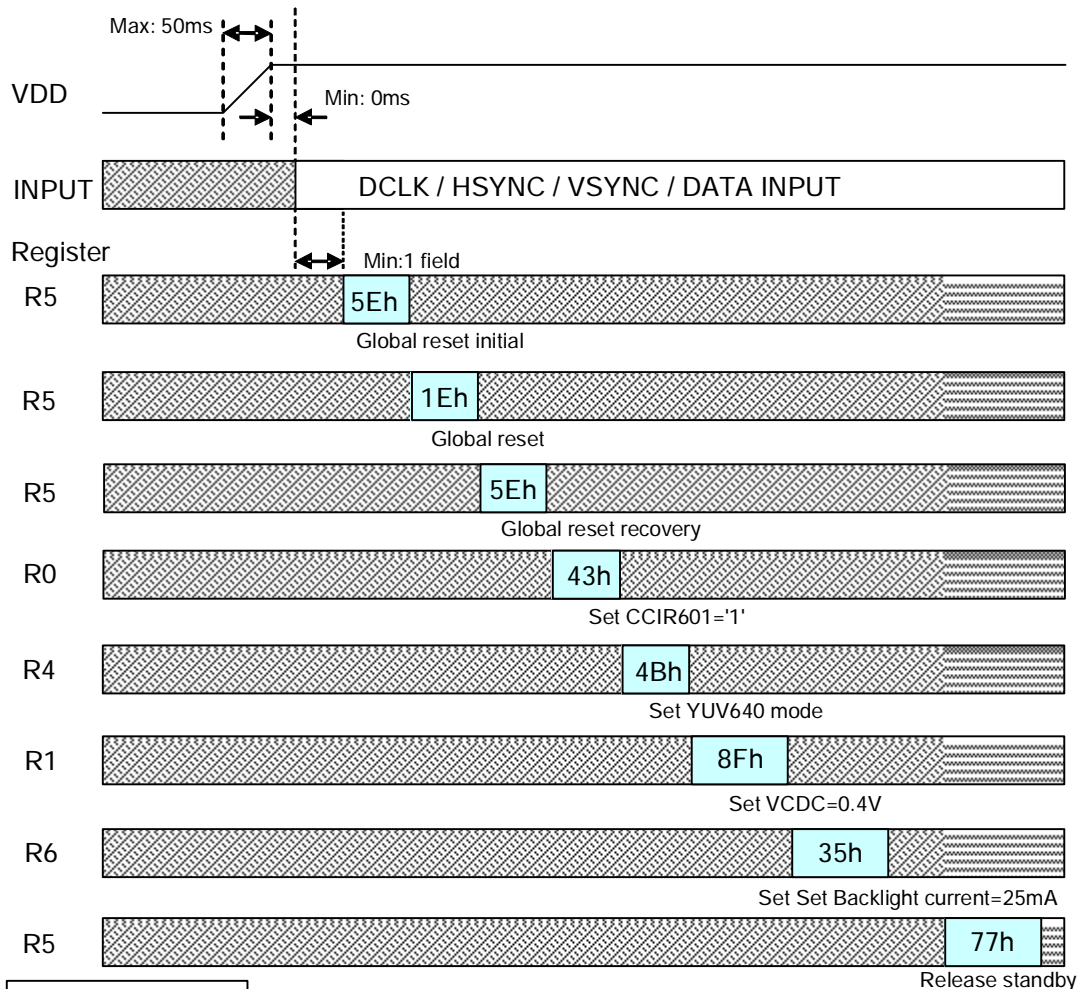 Max: 50ms
VDD
Min: 0ms
INPUT
DCLK / HSYNC / VSYNC / DATA INPUT
Register
Min:1 field
R5
5Eh
Global reset initial
R5
1Eh
Global reset
R5
5Eh
Global reset recovery
R0
43h
Set CCIR601='1'
R4
4Bh
Set YUV640 mode
R1
8Fh
Set VCDC=0.4V
R6
35h
Set Set Backlight current=25mA
R5
77h
Release standby